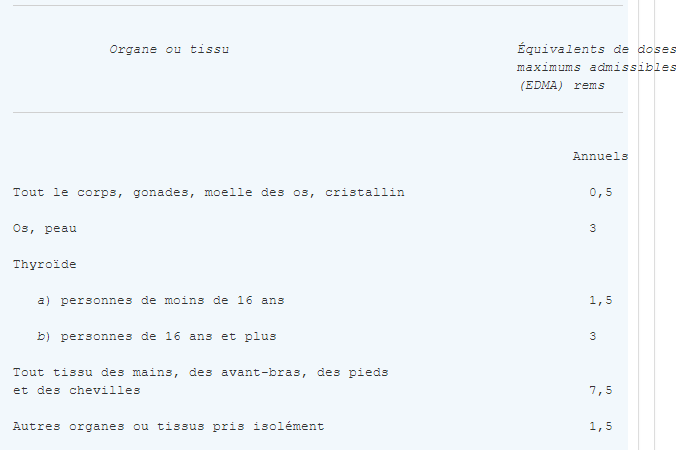 Organe ou tissu Équivalents de doses
maximums admissibles
(EDMA) rems
Annuels
Tout le corps, gonades, moelle des os, cristallin 0,5
Os, peau 3
Thyroïde
a) personnes de moins de 16 ans 1,5
b) personnes de 16 ans et plus 3
Tout tissu des mains, des avant-bras, des pieds
et des chevilles 7,5
Autres organes ou tissus pris isolément 1,5